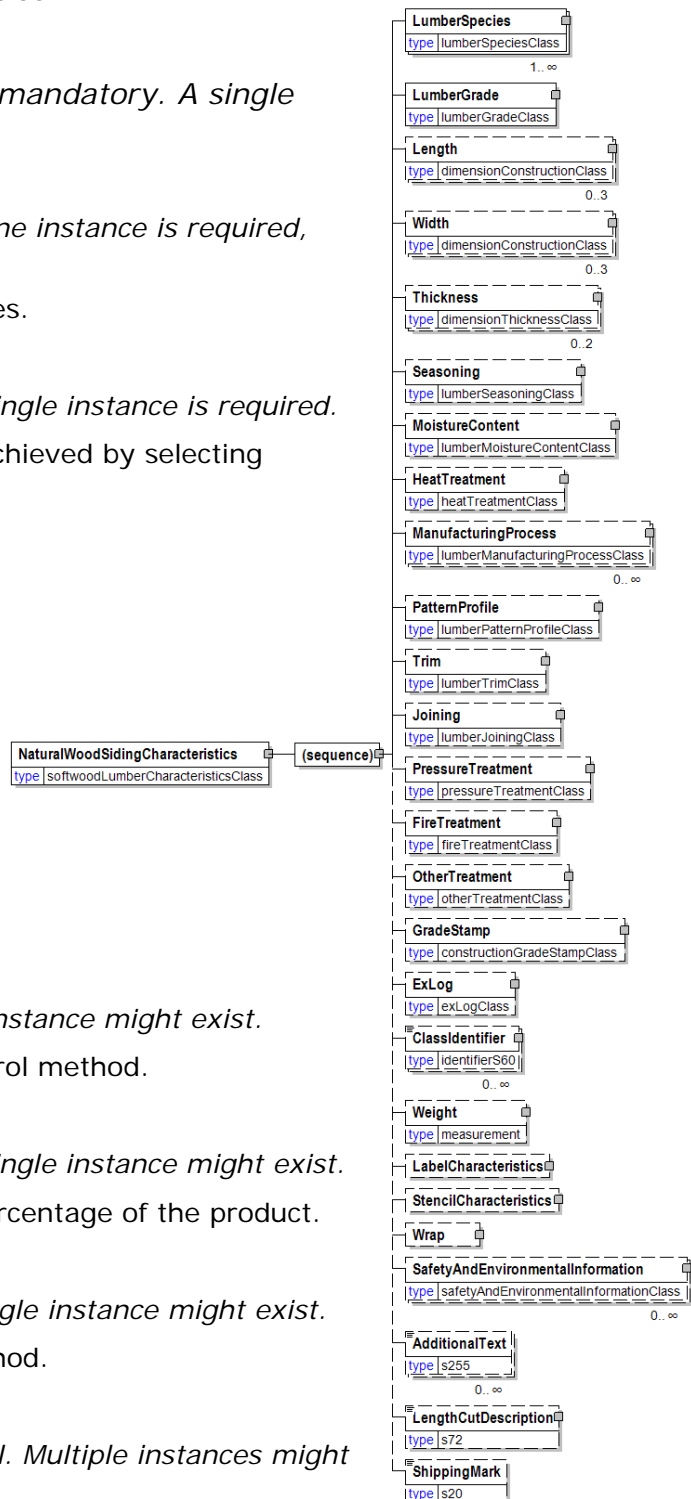 mandatory. A single
ne instance is required,
es.
ingle instance is required.
chieved by selecting
nstance might exist.
rol method.
ingle instance might exist.
rcentage of the product.
gle instance might exist.
nod.
l. Multiple instances might
NaturalWoodSidingCharacteristics
type softwoodLumberCharacteristicsClass
(sequence)
LumberSpecies
type lumberSpeciesClass
1.. ∞
LumberGrade
type lumberGradeClass
Length
type dimensionConstructionClass
0..3
Width
type dimensionConstructionClass
0..3
Thickness
type dimensionThicknessClass
0..2
Seasoning
type lumberSeasoningClass
MoistureContent
type lumberMoistureContentClass
HeatTreatment
type heatTreatmentClass
ManufacturingProcess
type lumberManufacturingProcessClass
0.. ∞
PatternProfile
type lumberPatternProfileClass
Trim
type lumberTrimClass
Joining
type lumberJoiningClass
PressureTreatment
type pressureTreatmentClass
FireTreatment
type fireTreatmentClass
OtherTreatment
type otherTreatmentClass
GradeStamp
type constructionGradeStampClass
ExLog
type exLogClass
ClassIdentifier
type identifierS60
0.. ∞
Weight
type measurement
LabelCharacteristics
StencilCharacteristics
Wrap
SafetyAndEnvironmentalInformation
type safetyAndEnvironmentalInformationClass
0.. ∞
AdditionalText
type s255
0.. ∞
LengthCutDescription
type s72
ShippingMark
type s20